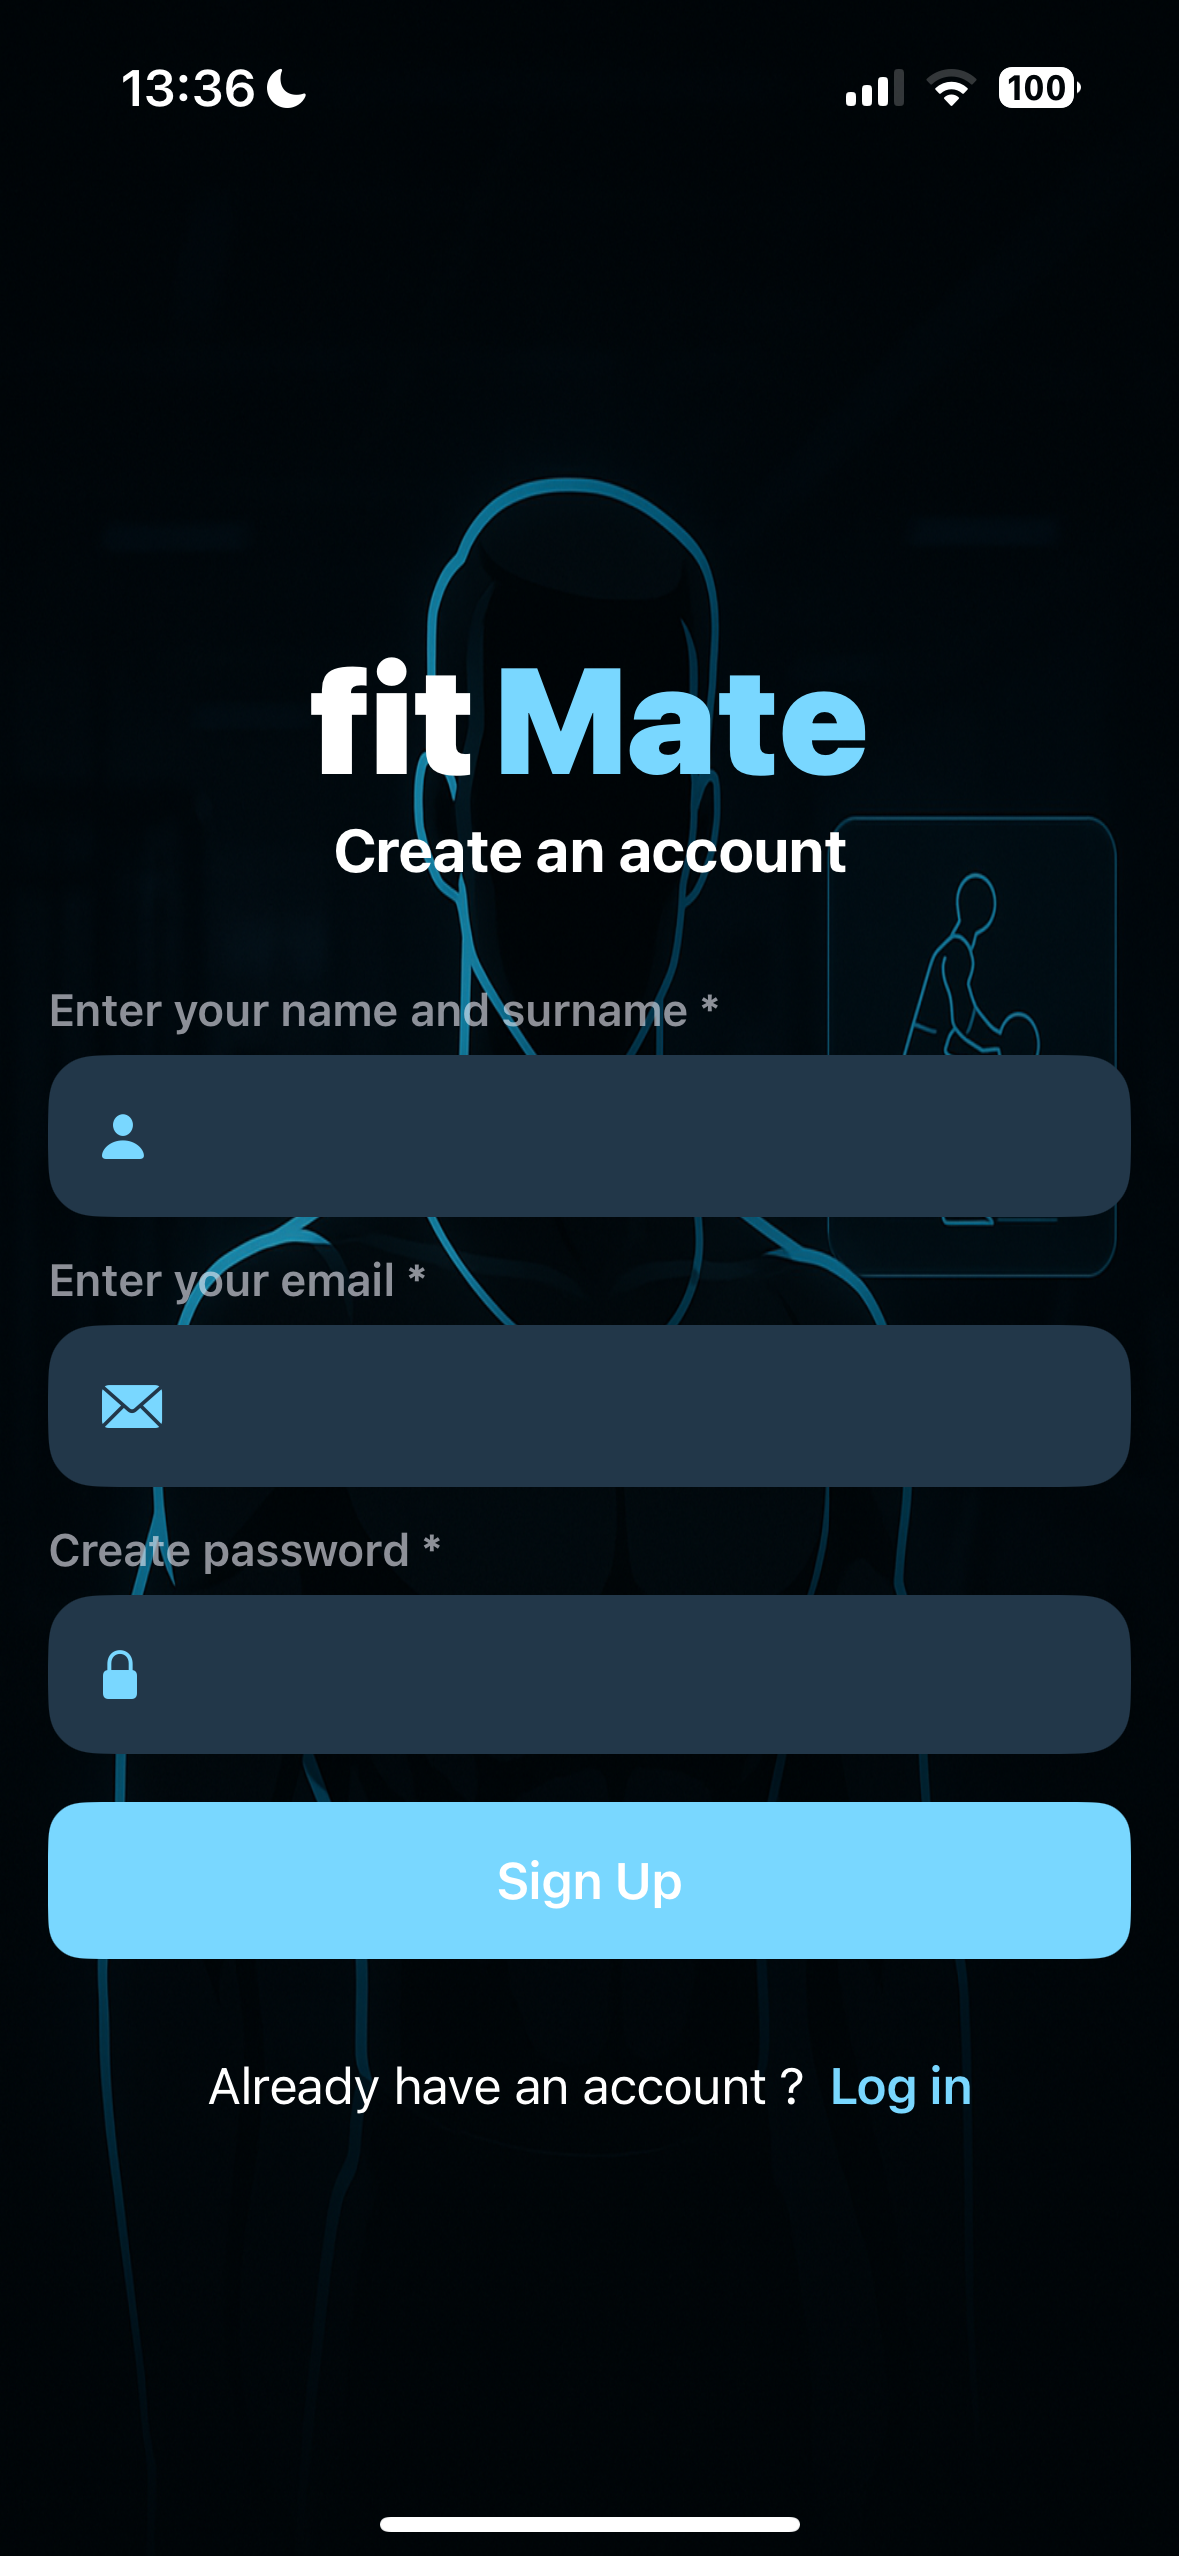 13:36
100
fit Mate
Create an account
Enter your name and surname *
Enter your email *
Create password *
Sign Up
Already have an account ? Log in